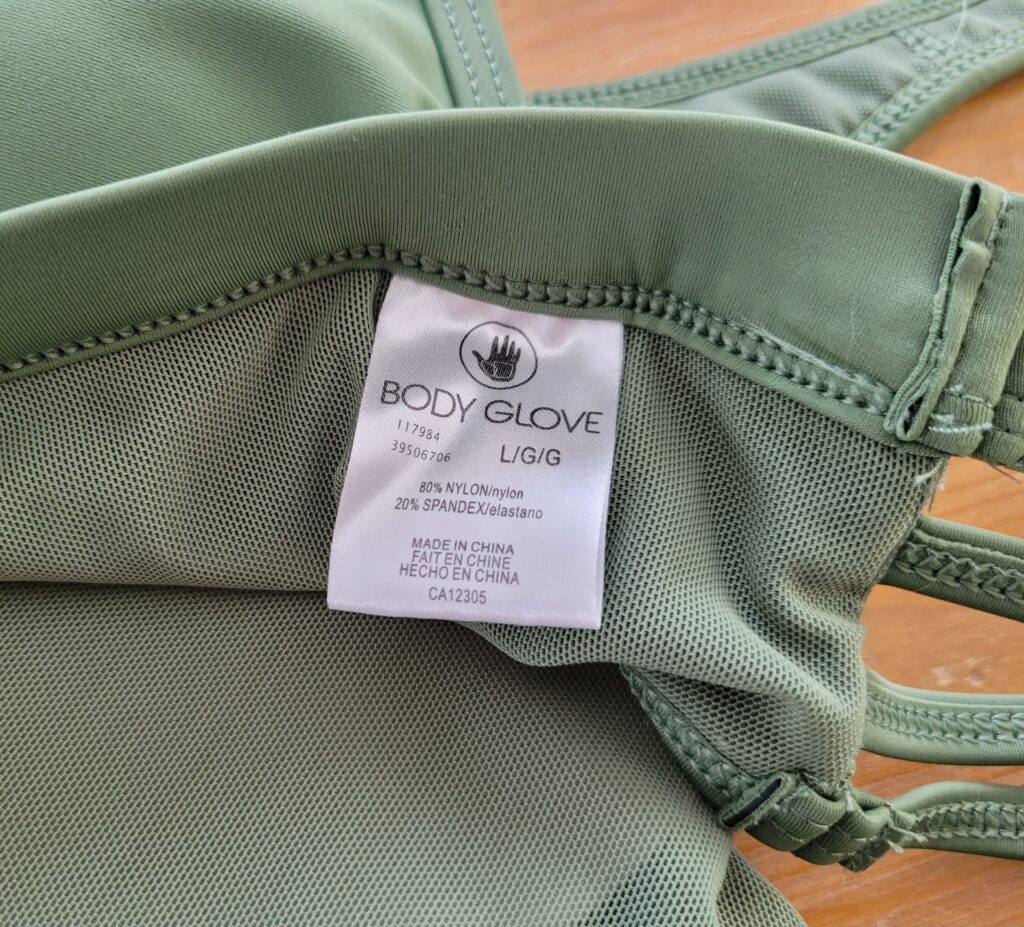 BODY GLOVE
117984
39506706
L/G/G
80% NYLON/nylon
20% SPANDEX/elastano
MADE IN CHINA
FAIT EN CHINE
HECHO EN CHINA
CA12305